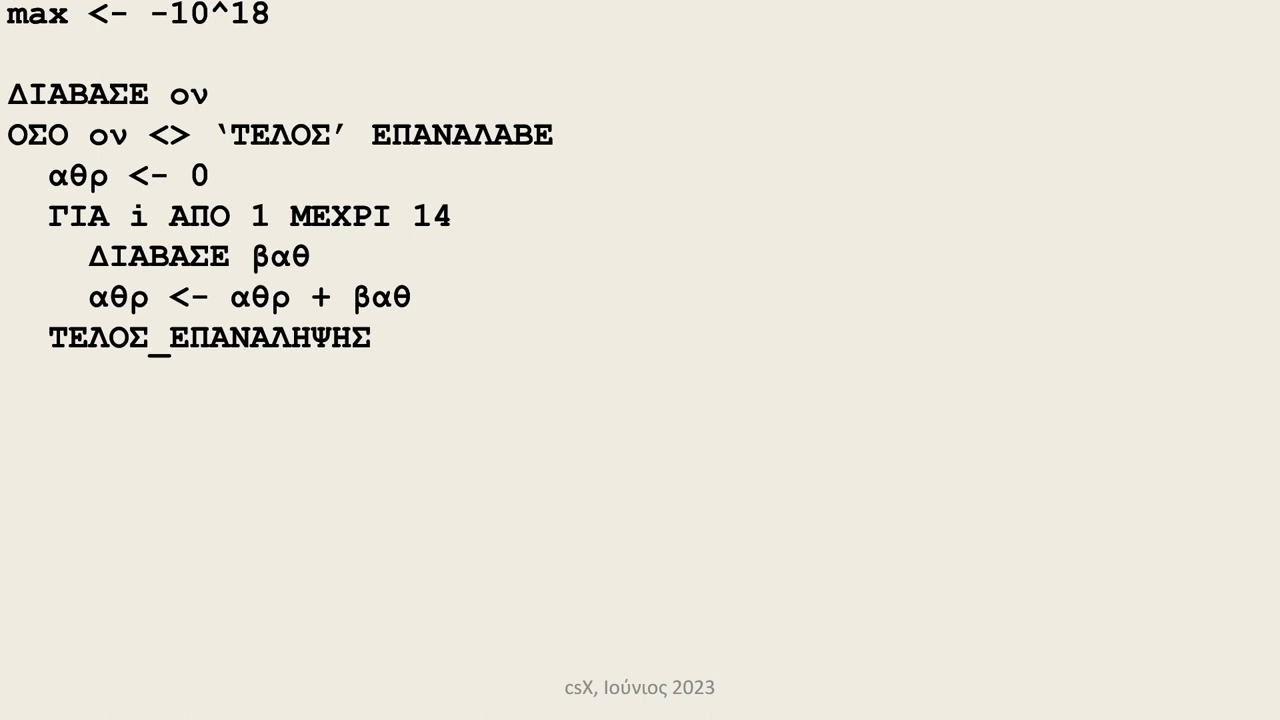 max <- -10^18
ΔΙΑΒΑΣΕ ον
ΟΣΟ ον <> ‘ΤΕΛΟΣ’ ΕΠΑΝΑΛΑΒΕ
αθρ <- 0
ΓΙΑ i ΑΠΟ 1 ΜΕΧΡΙ 14
ΔΙΑΒΑΣΕ βαθ
αθρ <- αθρ + βαθ
ΤΕΛΟΣ_ΕΠΑΝΑΛΗΨΗΣ
csX, Ιούνιος 2023